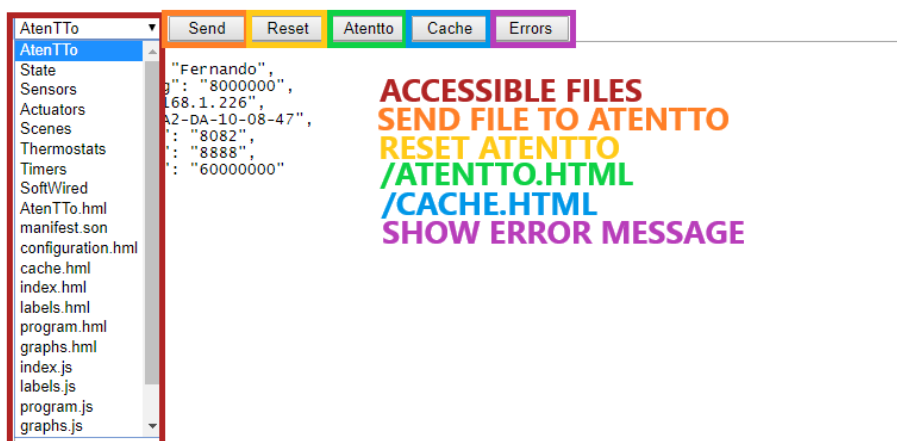 AtenTTo Send Reset Atentto Cache Errors
AtenTTo
State
Sensors
Actuators
Scenes
Thermostats
Timers
SoftWired
AtenTTo.hml
manifest.son
configuration.hml
cache.hml
index.hml
labels.hml
program.hml
graphs.hml
index.js
labels.js
program.js
graphs.js
"Fernando",
": "8000000",
168.1.226",
A2-DA-10-08-47",
": "8082",
": "8888",
": "60000000"
ACCESSIBLE FILES
SEND FILE TO ATENTTO
RESET ATENTTO
/ATENTTO.HTML
/CACHE.HTML
SHOW ERROR MESSAGE